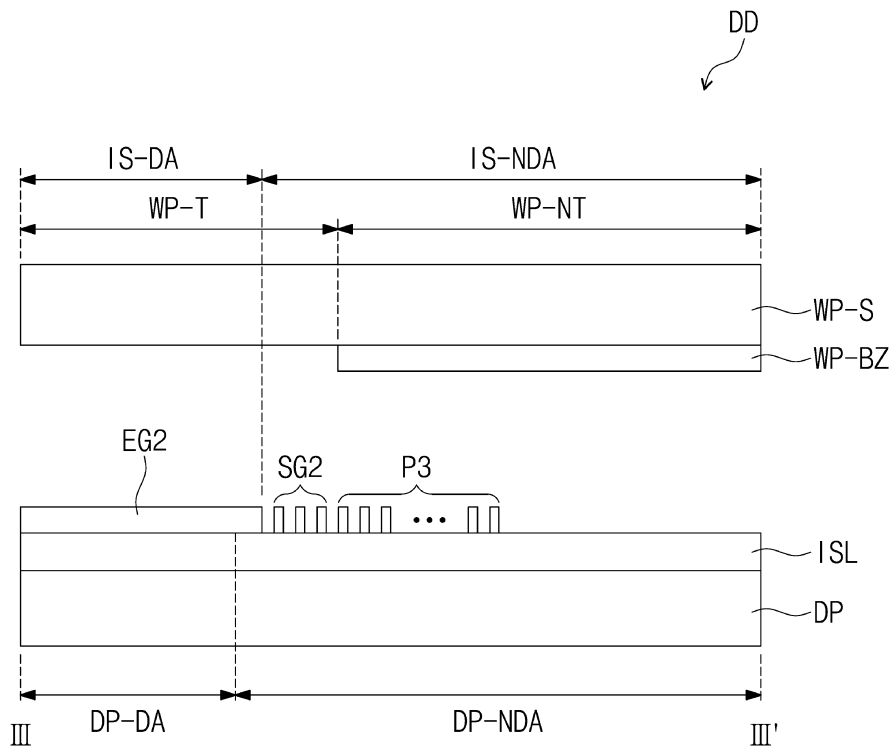 DD
IS-DA IS-NDA
WP-T WP-NT
WP-S
WP-BZ
EG2
SG2 P3
•••
ISL
DP
DP-DA DP-NDA
Ⅲ Ⅲ'